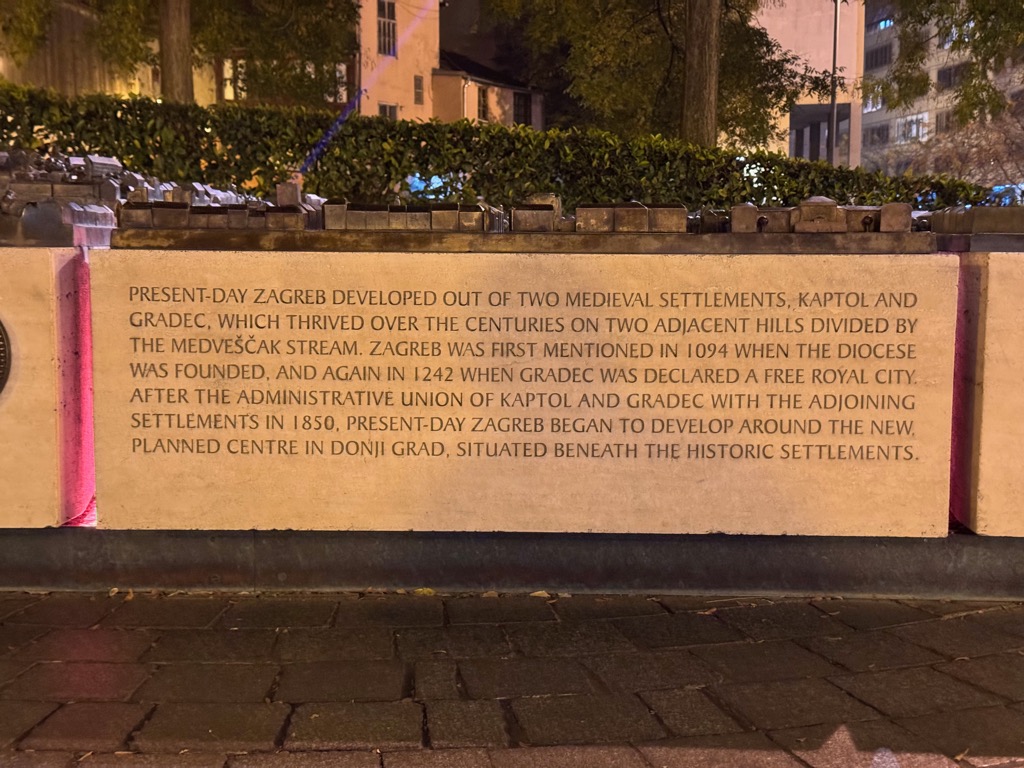 PRESENT-DAY ZAGREB DEVELOPED OUT OF TWO MEDIEVAL SETTLEMENTS, KAPTOL AND
GRADEC, WHICH THRIVED OVER THE CENTURIES ON TWO ADJACENT HILLS DIVIDED BY
THE MEDVEŠČAK STREAM. ZAGREB WAS FIRST MENTIONED IN 1094 WHEN THE DIOCESE
WAS FOUNDED, AND AGAIN IN 1242 WHEN GRADEC WAS DECLARED A FREE ROYAL CITY.
AFTER THE ADMINISTRATIVE UNION OF KAPTOL AND GRADEC WITH THE ADJOINING
SETTLEMENTS IN 1850, PRESENT-DAY ZAGREB BEGAN TO DEVELOP AROUND THE NEW,
PLANNED CENTRE IN DONJI GRAD, SITUATED BENEATH THE HISTORIC SETTLEMENTS.